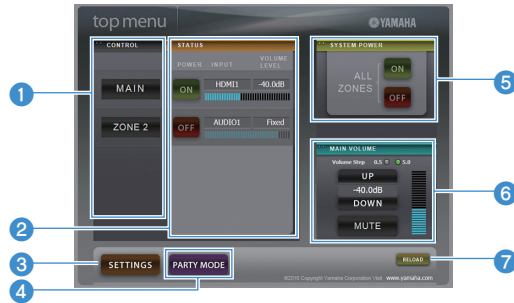 top menu
YAMAHA
CONTROL
STATUS
SYSTEM POWER
POWER INPUT VOLUME LEVEL
MAIN
ON HDMI1 -40.0dB
ALL ZONES
ON
OFF
ZONE 2
OFF AUDIO1 Fixed
MAIN VOLUME
Volume Step 0.5 5.0
UP
-40.0dB
DOWN
MUTE
SETTINGS
PARTY MODE
RELOAD
©2010 Copyright Yamaha Corporation Visit www.yamaha.com
1
2
3
4
5
6
7